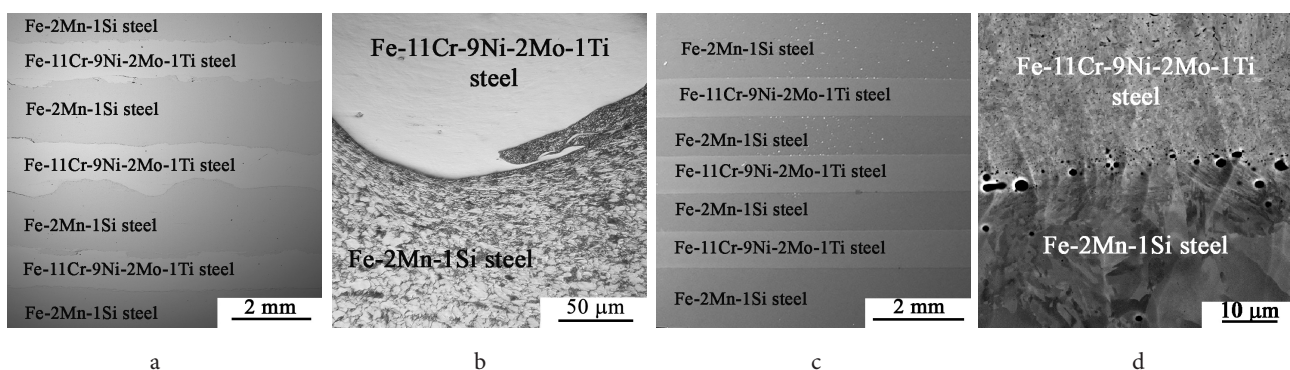 Fe-2Mn-1Si steel
Fe-11Cr-9Ni-2Mo-1Ti steel
Fe-2Mn-1Si steel
Fe-11Cr-9Ni-2Mo-1Ti steel
Fe-2Mn-1Si steel
Fe-11Cr-9Ni-2Mo-1Ti steel
Fe-2Mn-1Si steel
2 mm
a
Fe-11Cr-9Ni-2Mo-1Ti
steel
Fe-2Mn-1Si steel
50 µm
b
Fe-2Mn-1Si steel
Fe-11Cr-9Ni-2Mo-1Ti steel
Fe-2Mn-1Si steel
Fe-11Cr-9Ni-2Mo-1Ti steel
Fe-2Mn-1Si steel
Fe-11Cr-9Ni-2Mo-1Ti steel
Fe-2Mn-1Si steel
2 mm
c
Fe-11Cr-9Ni-2Mo-1Ti
steel
Fe-2Mn-1Si steel
10 µm
d